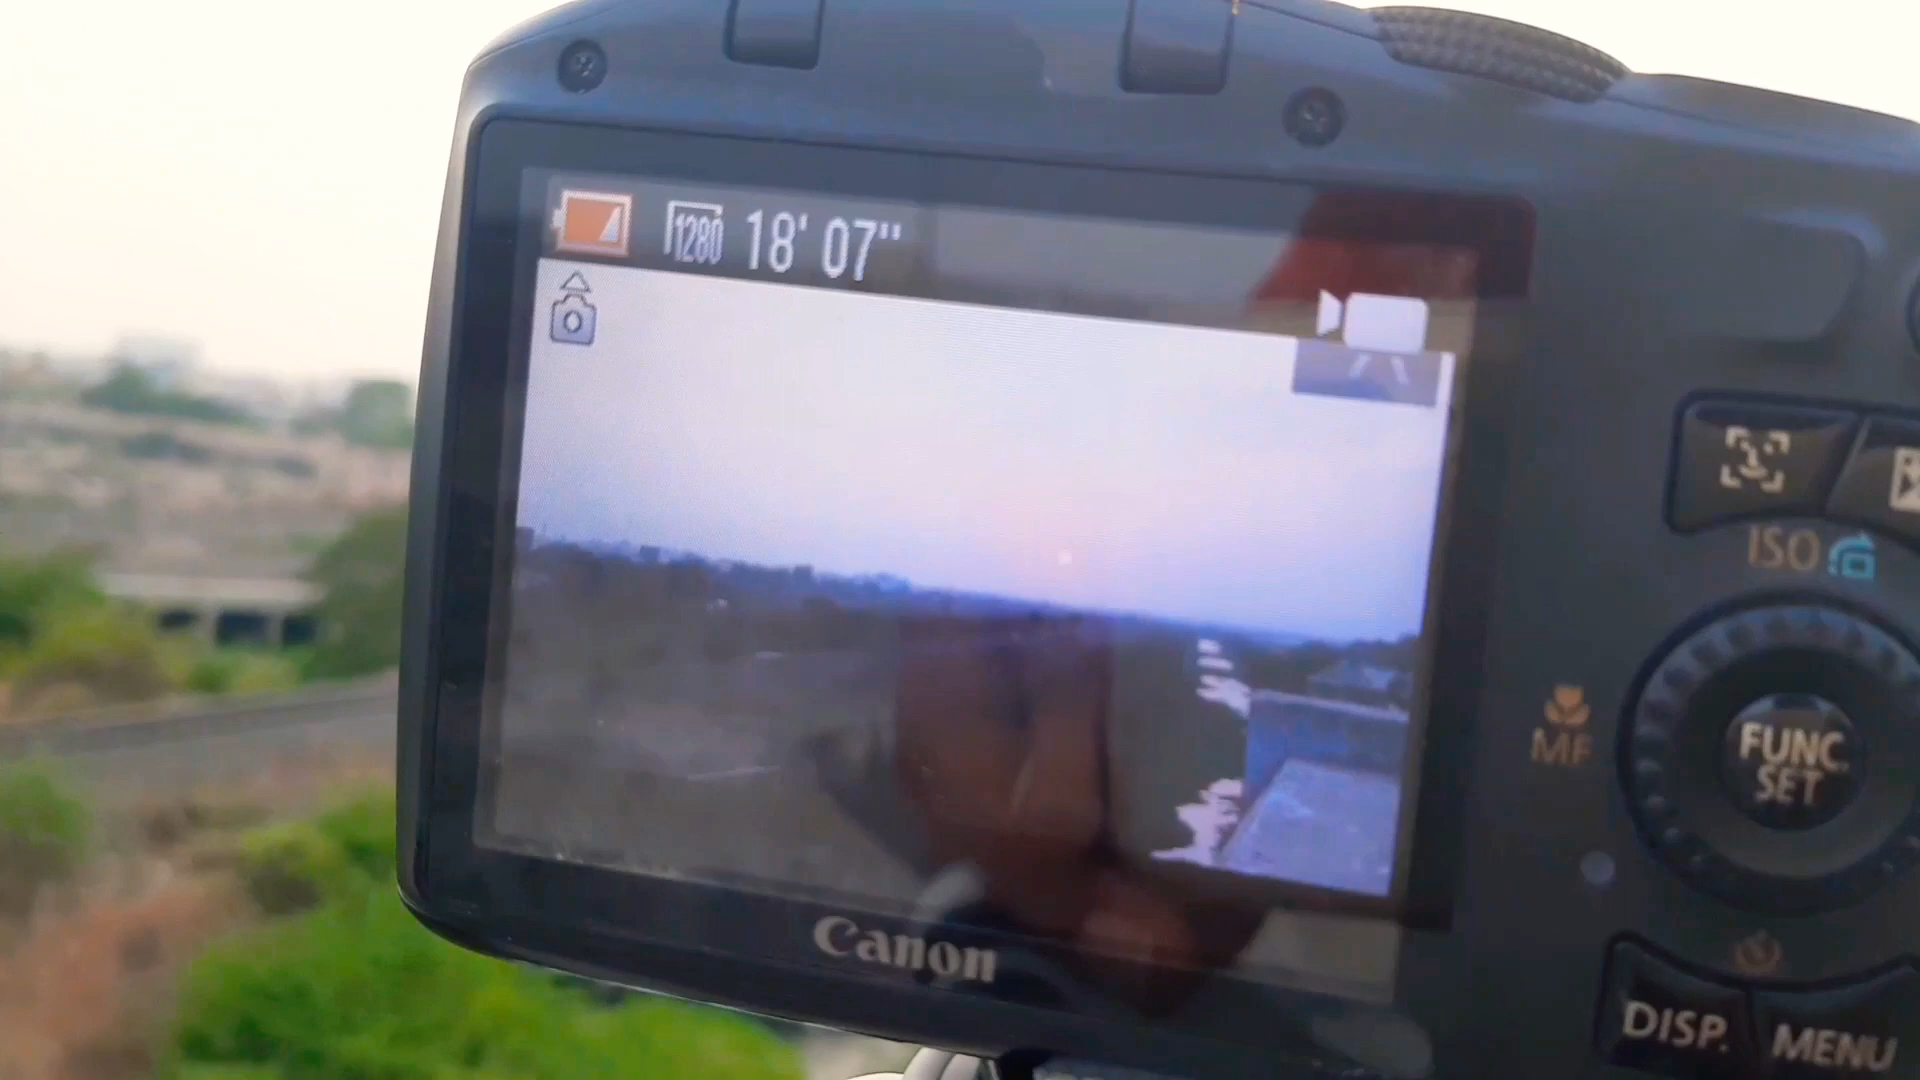 1280 18' 07"
ISO
MF
FUNC.
SET
Canon
DISP. MENU